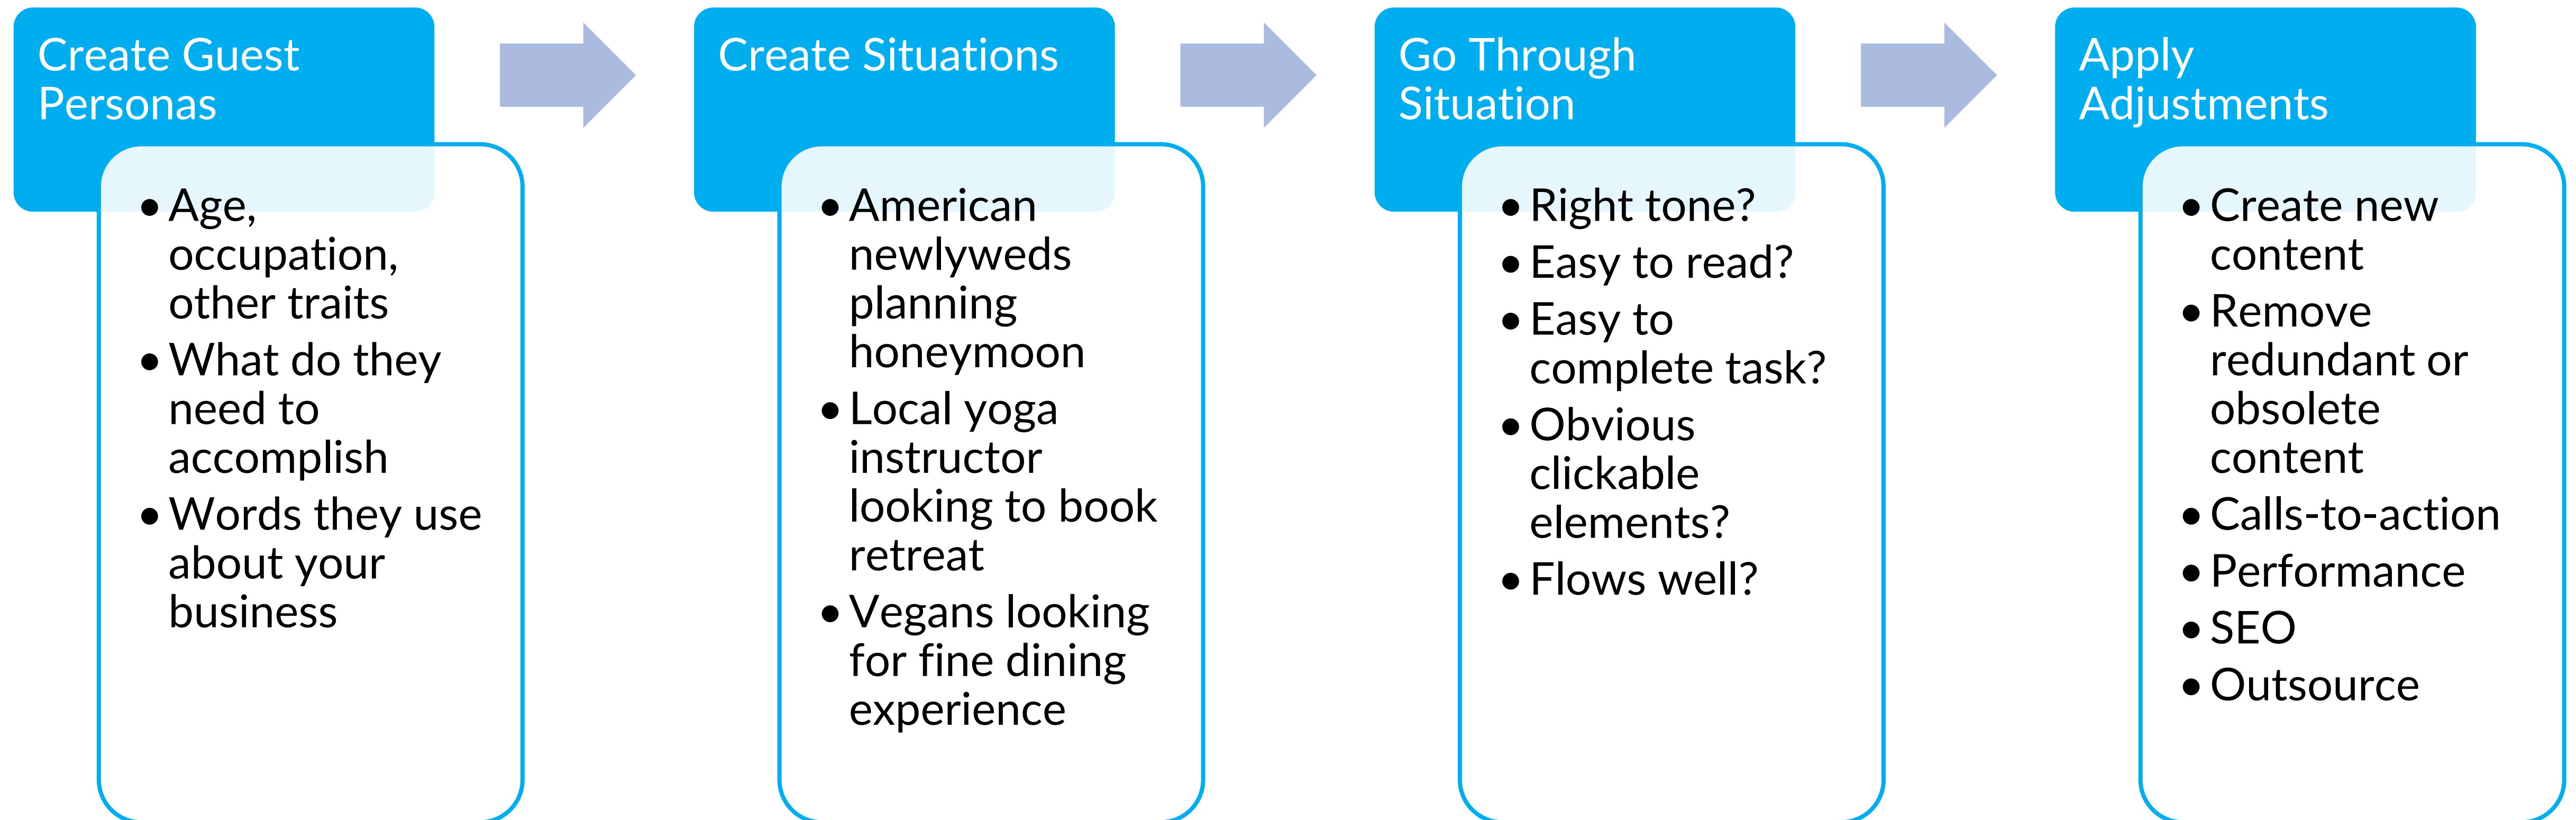 Create Guest
Personas
• Age,
occupation,
other traits
• What do they
need to
accomplish
• Words they use
about your
business
Create Situations
• American
newlyweds
planning
honeymoon
• Local yoga
instructor
looking to book
retreat
• Vegans looking
for fine dining
experience
Go Through
Situation
• Right tone?
• Easy to read?
• Easy to
complete task?
• Obvious
clickable
elements?
• Flows well?
Apply
Adjustments
• Create new
content
• Remove
redundant or
obsolete
content
• Calls-to-action
• Performance
• SEO
• Outsource